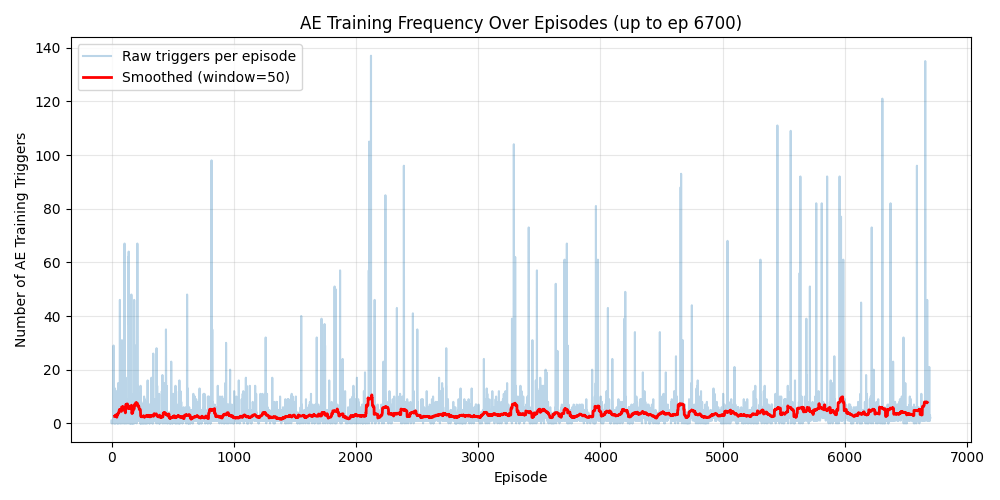 AE Training Frequency Over Episodes (up to ep 6700)
Raw triggers per episode
Smoothed (window=50)
Number of AE Training Triggers
140
120
100
80
60
40
20
0
0 1000 2000 3000 4000 5000 6000 7000
Episode